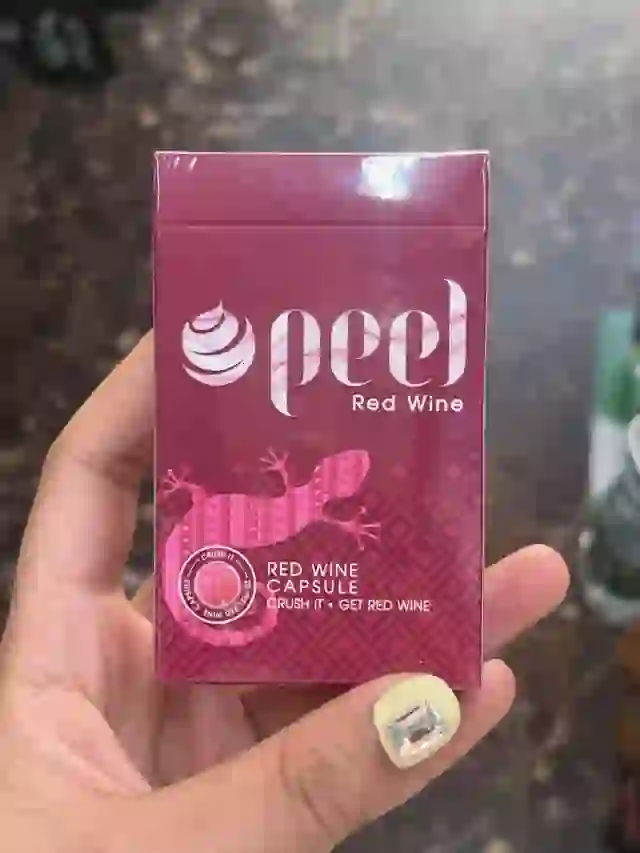 peel
Red Wine
CRUSH IT
RED WINE
CAPSULE
CRUSH IT • GET RED WINE